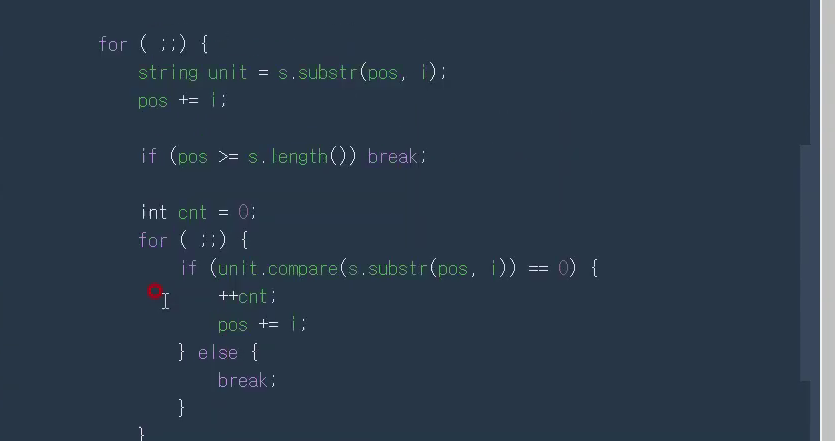 for ( ;;) {
string unit = s.substr(pos, i);
pos += i;
if (pos >= s.length()) break;
int cnt = 0;
for ( ;;) {
if (unit.compare(s.substr(pos, i)) == 0) {
++cnt;
pos += i;
} else {
break;
}
}